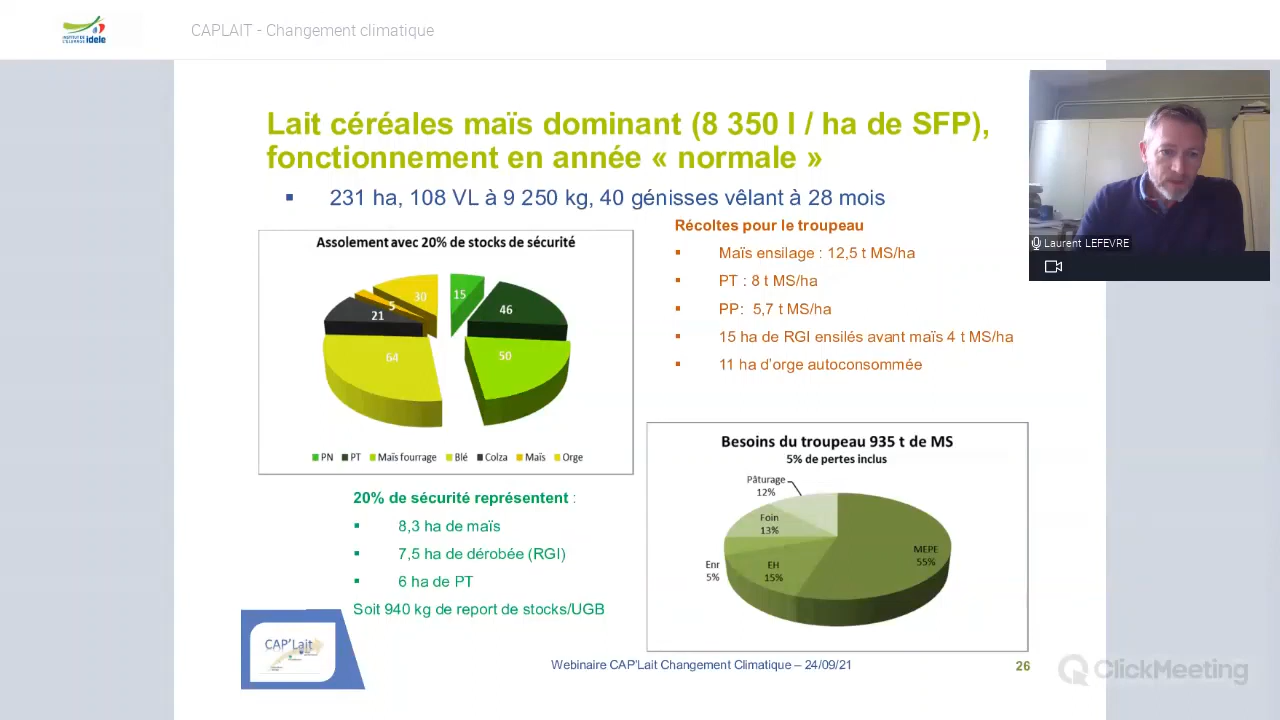 INSTITUT DE
L'ELEVAGE idele
CAPLAIT - Changement climatique
Lait céréales maïs dominant (8 350 l / ha de SFP),
fonctionnement en année « normale »
▪ 231 ha, 108 VL à 9 250 kg, 40 génisses vêlant à 28 mois
Assolement avec 20% de stocks de sécurité
15
46
50
64
21
5
30
PN PT Maïs fourrage Blé Colza Maïs Orge
Récoltes pour le troupeau
▪ Maïs ensilage : 12,5 t MS/ha
▪ PT : 8 t MS/ha
▪ PP: 5,7 t MS/ha
▪ 15 ha de RGI ensilés avant maïs 4 t MS/ha
▪ 11 ha d'orge autoconsommée
Laurent LEFEVRE
20% de sécurité représentent :
▪ 8,3 ha de maïs
▪ 7,5 ha de dérobée (RGI)
▪ 6 ha de PT
Soit 940 kg de report de stocks/UGB
Besoins du troupeau 935 t de MS
5% de pertes inclus
Pâturage
12%
Foin
13%
Enr
5%
EH
15%
MEPE
55%
CAP'Lait
Webinaire CAP'Lait Changement Climatique – 24/09/21
26
ClickMeeting